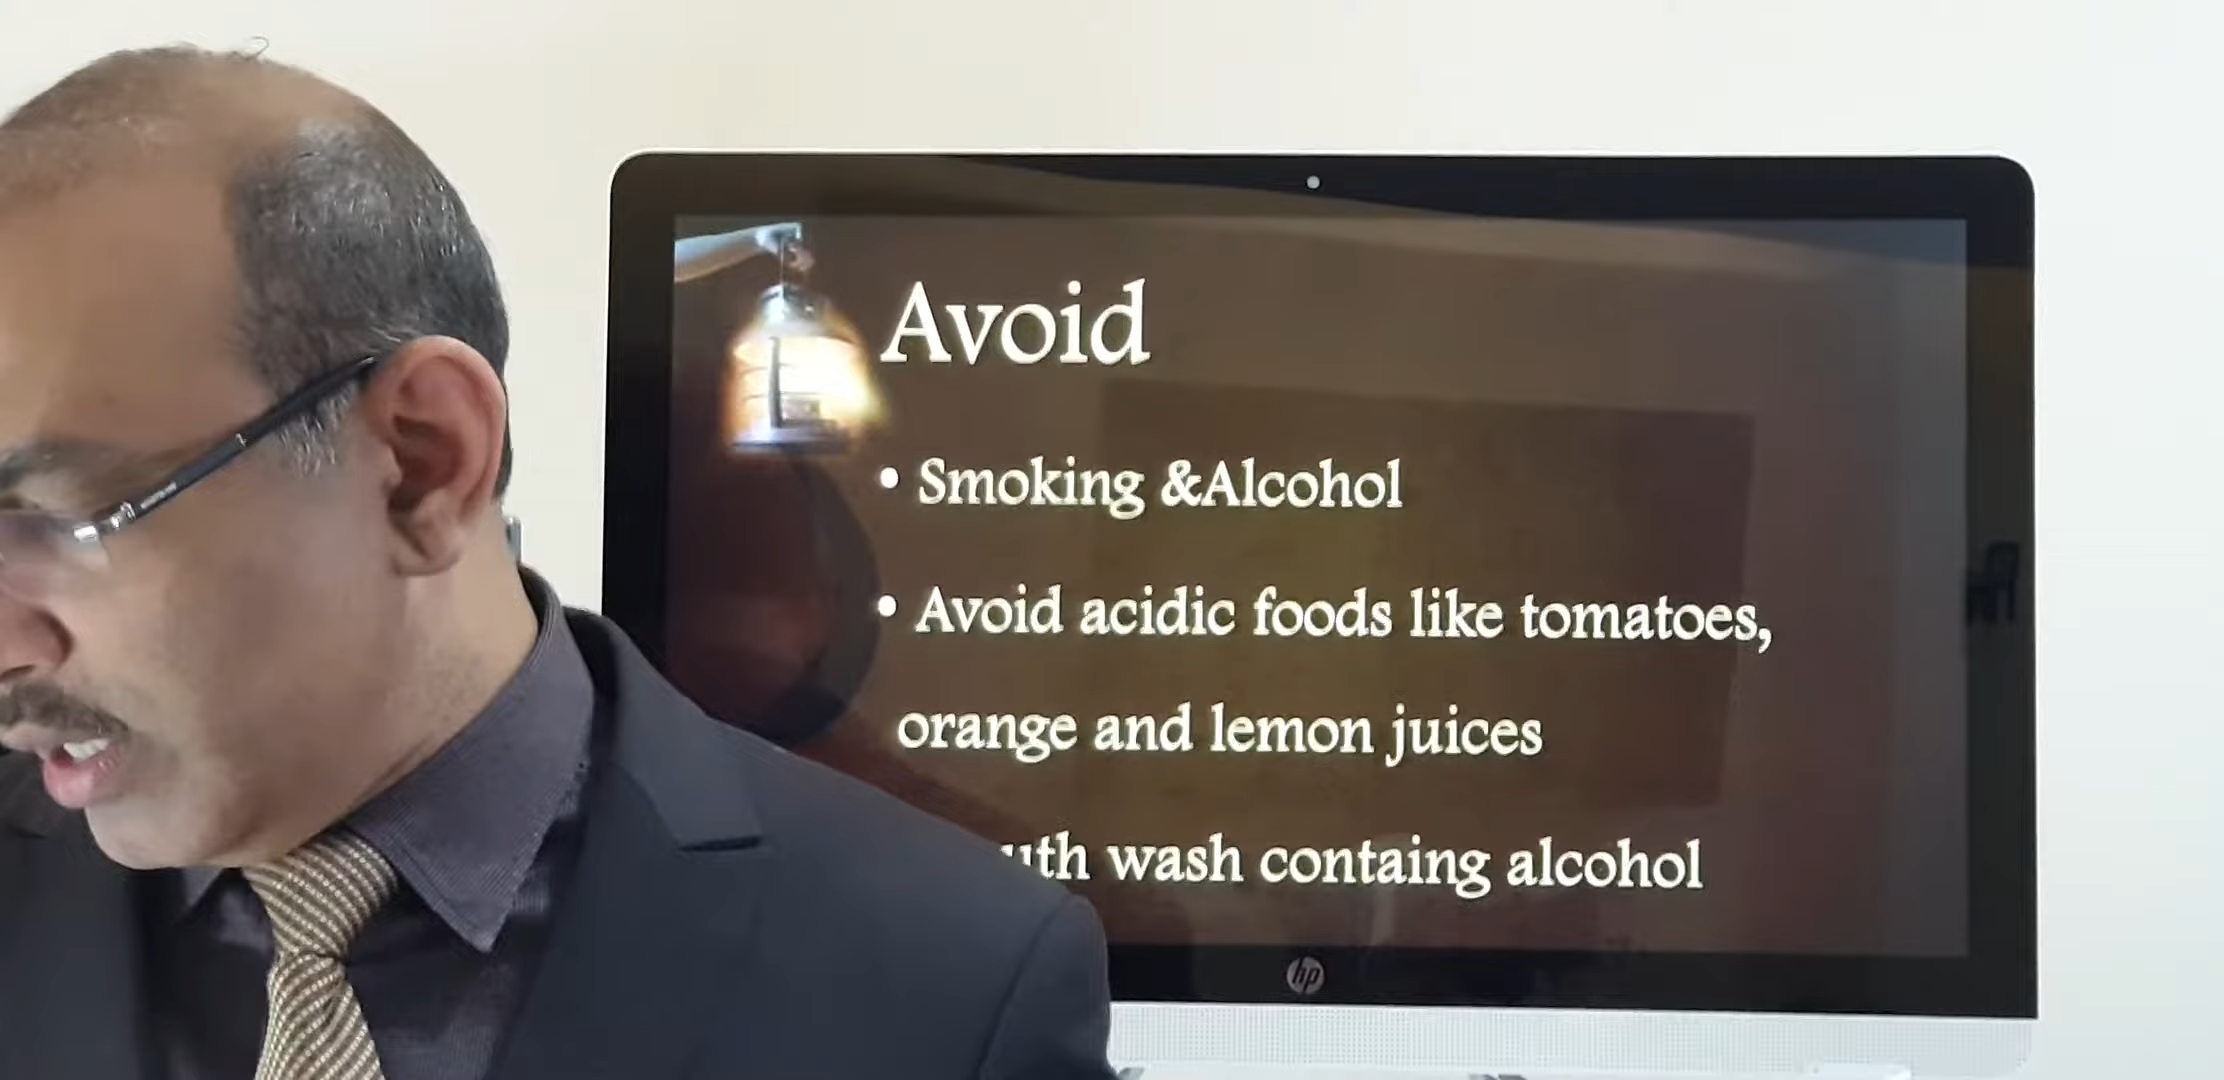 Avoid
• Smoking &Alcohol
• Avoid acidic foods like tomatoes,
orange and lemon juices
wash containg alcohol
hp